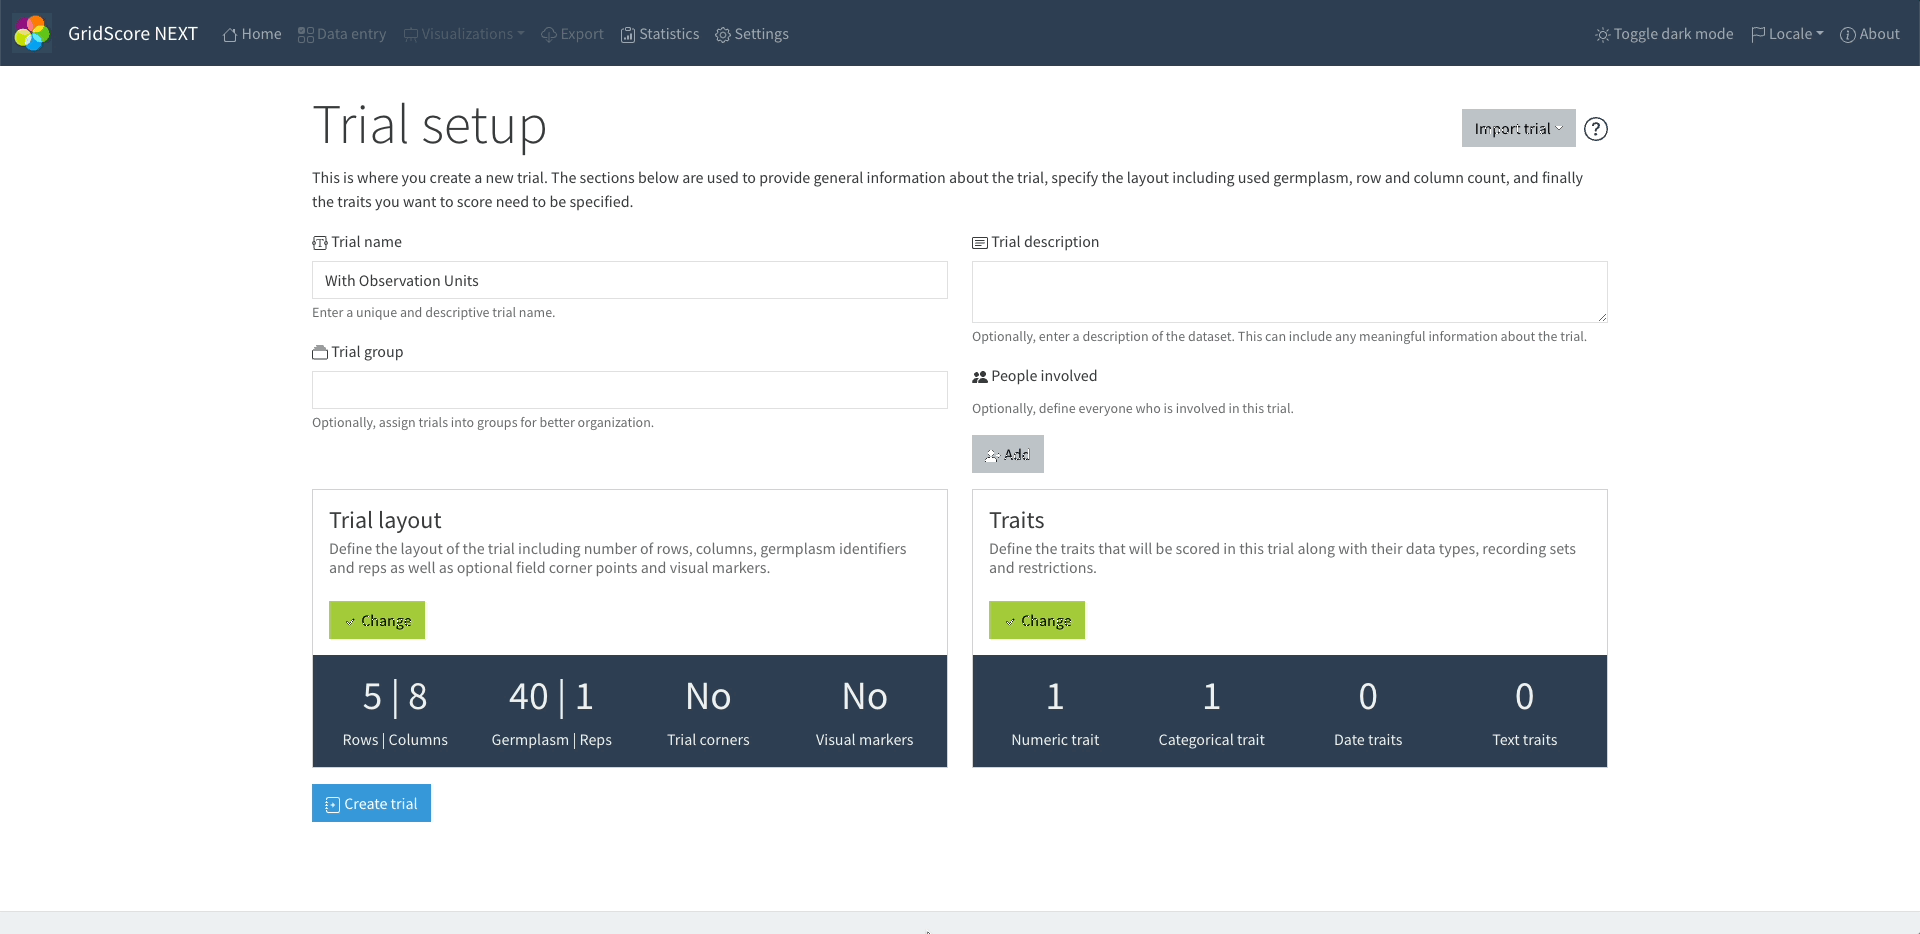 GridScore NEXT Home Data entry Visualizations Export Statistics Settings Toggle dark mode Locale About
Trial setup
Import trial
This is where you create a new trial. The sections below are used to provide general information about the trial, specify the layout including used germplasm, row and column count, and finally
the traits you want to score need to be specified.
Trial name
With Observation Units
Enter a unique and descriptive trial name.
Trial group
Optionally, assign trials into groups for better organization.
Trial description
Optionally, enter a description of the dataset. This can include any meaningful information about the trial.
People involved
Optionally, define everyone who is involved in this trial.
Add
Trial layout
Define the layout of the trial including number of rows, columns, germplasm identifiers
and reps as well as optional field corner points and visual markers.
Change
5 | 8 40 | 1 No No
Rows | Columns Germplasm | Reps Trial corners Visual markers
Traits
Define the traits that will be scored in this trial along with their data types, recording sets
and restrictions.
Change
1 1 0 0
Numeric trait Categorical trait Date traits Text traits
Create trial